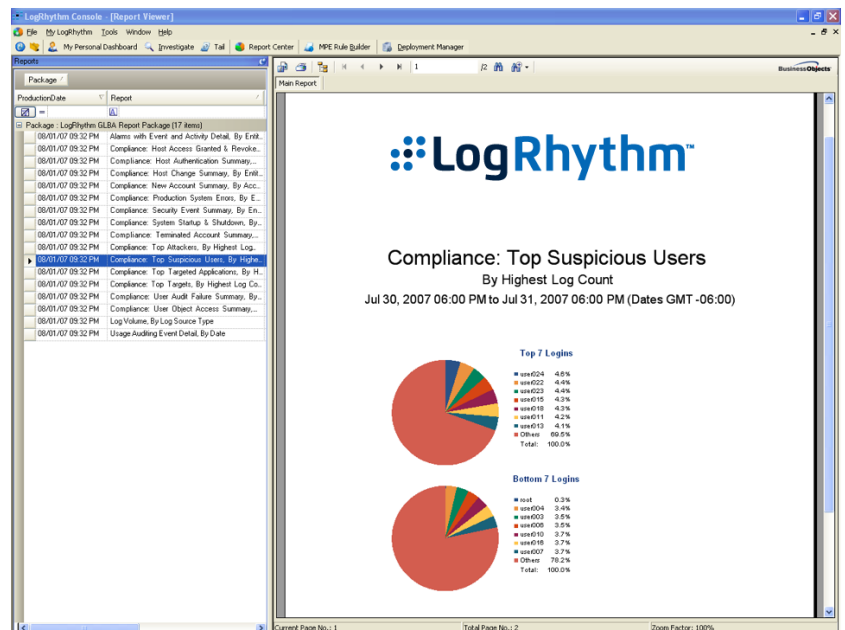 LogRhythm Console - [Report Viewer]
File My LogRhythm Tools Window Help
My Personal Dashboard Investigate Tail Report Center MPE Rule Builder Deployment Manager
Reports
Package
ProductionDate Report
=
Package : LogRhythm GLBA Report Package (17 items)
08/01/07 09:32 PM Alarms with Event and Activity Detail, By Entit...
08/01/07 09:32 PM Compliance: Host Access Granted & Revoke...
08/01/07 09:32 PM Compliance: Host Authentication Summary,...
08/01/07 09:32 PM Compliance: Host Change Summary, By Entit...
08/01/07 09:32 PM Compliance: New Account Summary, By Acc...
08/01/07 09:32 PM Compliance: Production System Errors, By E...
08/01/07 09:32 PM Compliance: Security Event Summary, By En...
08/01/07 09:32 PM Compliance: System Startup & Shutdown, By...
08/01/07 09:32 PM Compliance: Terminated Account Summary,...
08/01/07 09:32 PM Compliance: Top Attackers, By Highest Log...
08/01/07 09:32 PM Compliance: Top Suspicious Users, By Highe...
08/01/07 09:32 PM Compliance: Top Targeted Applications, By H...
08/01/07 09:32 PM Compliance: Top Targets, By Highest Log Co...
08/01/07 09:32 PM Compliance: User Audit Failure Summary, By...
08/01/07 09:32 PM Compliance: User Object Access Summary,...
08/01/07 09:32 PM Log Volume, By Log Source Type
08/01/07 09:32 PM Usage Auditing Event Detail, By Date
1 /2
Business Objects
Main Report
LogRhythm™
Compliance: Top Suspicious Users
By Highest Log Count
Jul 30, 2007 06:00 PM to Jul 31, 2007 06:00 PM (Dates GMT -06:00)
Top 7 Logins
user024 4.6%
user022 4.4%
user023 4.4%
user015 4.3%
user018 4.3%
user011 4.2%
user013 4.1%
Others 69.5%
Total: 100.0%
Bottom 7 Logins
root 0.3%
user004 3.4%
user003 3.5%
user006 3.5%
user010 3.7%
user016 3.7%
user007 3.7%
Others 78.2%
Total: 100.0%
Current Page No.: 1 Total Page No.: 2 Zoom Factor: 100%